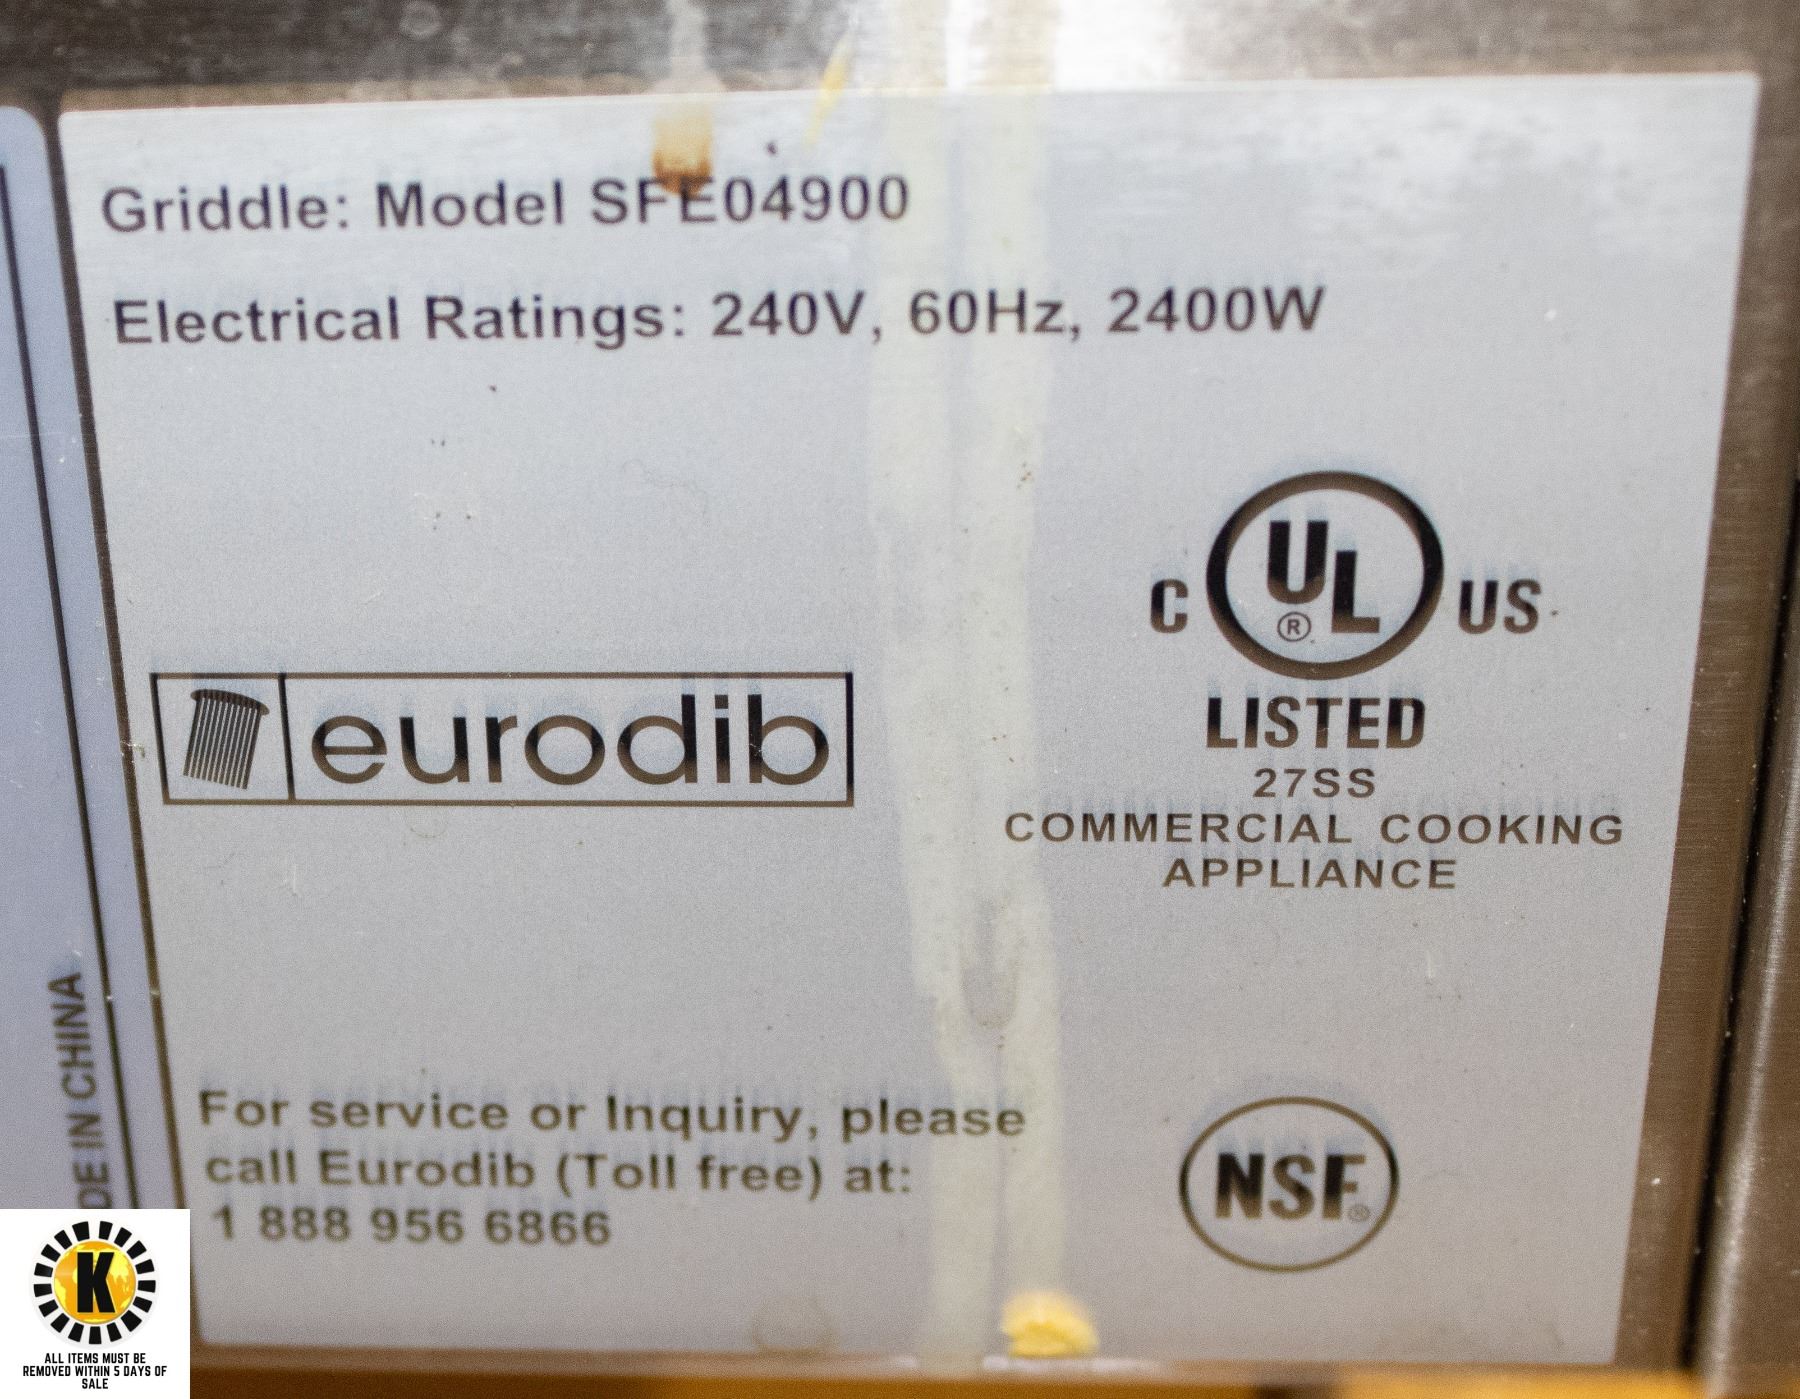 Griddle: Model SFE04900
Electrical Ratings: 240V, 60Hz, 2400W
C UL® US
LISTED
27SS
COMMERCIAL COOKING
APPLIANCE
eurodib
For service or Inquiry, please
call Eurodib (Toll free) at:
1 888 956 6866
NSF®
DE IN CHINA
K
ALL ITEMS MUST BE
REMOVED WITHIN 5 DAYS OF
SALE